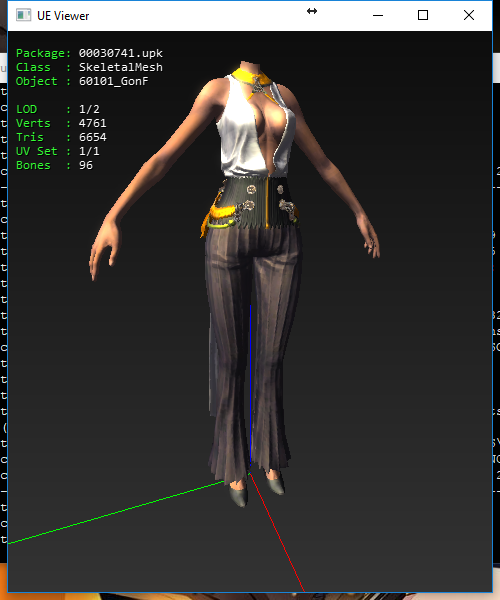 UE Viewer
Package: 00030741.upk
Class : SkeletalMesh
Object : 60101_GonF
LOD : 1/2
Verts : 4761
Tris : 6654
UV Set : 1/1
Bones : 96